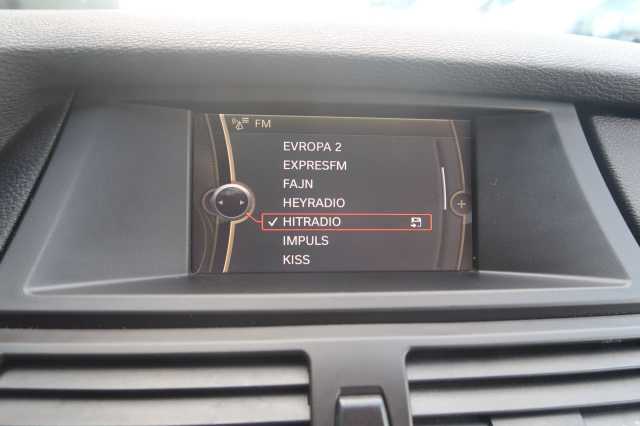 FM
EVROPA 2
EXPRESFM
FAJN
HEYRADIO
HITRADIO
IMPULS
KISS